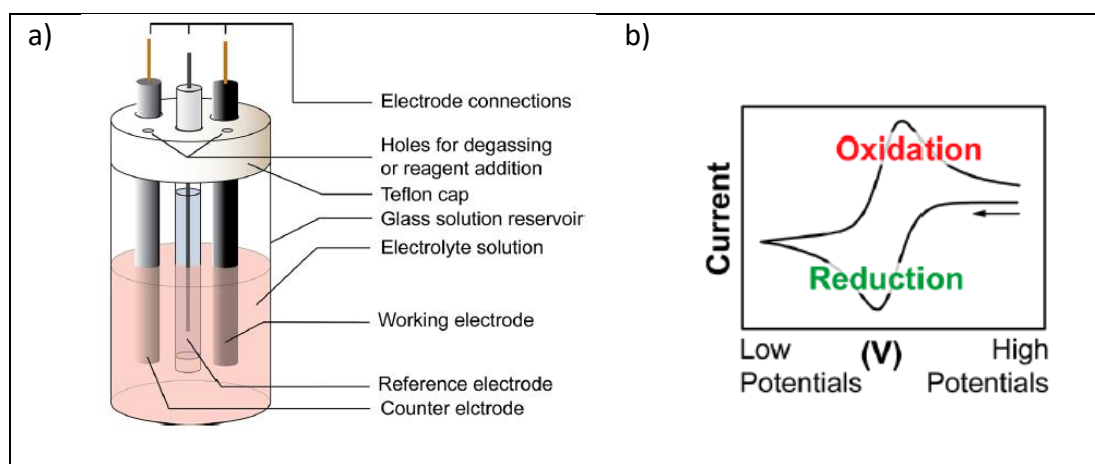 a)
Electrode connections
Holes for degassing
or reagent addition
Teflon cap
Glass solution reservoir
Electrolyte solution
Working electrode
Reference electrode
Counter elctrode
b)
Current
Oxidation
Reduction
Low
Potentials
(V)
High
Potentials